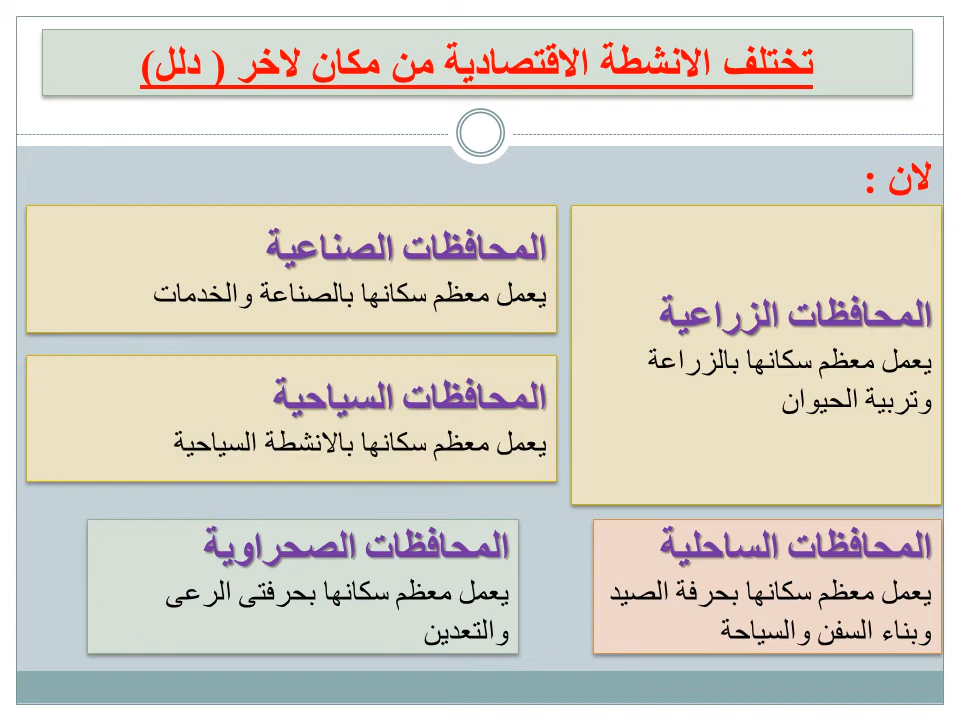 تختلف الانشطة الاقتصادية من مكان لاخر ( دلل)
لان :
المحافظات الزراعية
يعمل معظم سكانها بالزراعة
وتربية الحيوان
المحافظات الصناعية
يعمل معظم سكانها بالصناعة والخدمات
المحافظات السياحية
يعمل معظم سكانها بالانشطة السياحية
المحافظات الساحلية
يعمل معظم سكانها بحرفة الصيد
وبناء السفن والسياحة
المحافظات الصحراوية
يعمل معظم سكانها بحرفتى الرعى
والتعدين